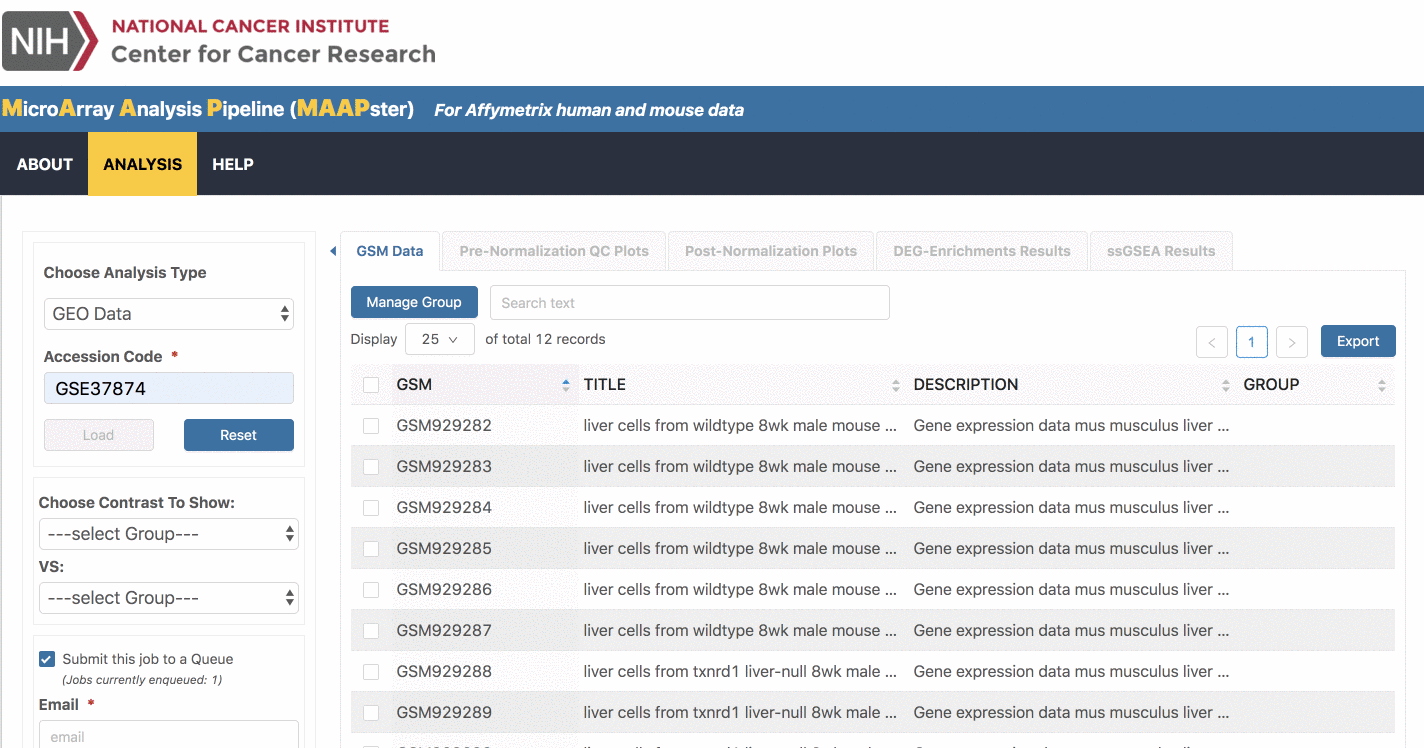 NIH
NATIONAL CANCER INSTITUTE
Center for Cancer Research
MicroArray Analysis Pipeline (MAAPster) For Affymetrix human and mouse data
ABOUT ANALYSIS HELP
GSM Data Pre-Normalization QC Plots Post-Normalization Plots DEG-Enrichments Results ssGSEA Results
Choose Analysis Type
GEO Data
Accession Code *
GSE37874
Load Reset
Choose Contrast To Show:
---select Group---
VS:
---select Group---
Submit this job to a Queue
(Jobs currently enqueued: 1)
Email *
email
Manage Group Search text
Display 25 of total 12 records
< 1 > Export
GSM TITLE DESCRIPTION GROUP
GSM929282 liver cells from wildtype 8wk male mouse ... Gene expression data mus musculus liver ...
GSM929283 liver cells from wildtype 8wk male mouse ... Gene expression data mus musculus liver ...
GSM929284 liver cells from wildtype 8wk male mouse ... Gene expression data mus musculus liver ...
GSM929285 liver cells from wildtype 8wk male mouse ... Gene expression data mus musculus liver ...
GSM929286 liver cells from wildtype 8wk male mouse ... Gene expression data mus musculus liver ...
GSM929287 liver cells from wildtype 8wk male mouse ... Gene expression data mus musculus liver ...
GSM929288 liver cells from txnrd1 liver-null 8wk male ... Gene expression data mus musculus liver ...
GSM929289 liver cells from txnrd1 liver-null 8wk male ... Gene expression data mus musculus liver ...